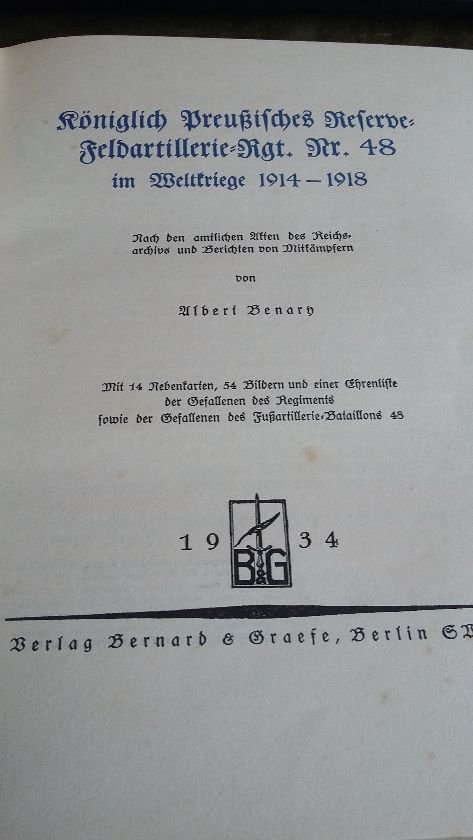 Königlich Preußisches Reserve-
Feldartillerie-Rgt. Nr. 48
im Weltkriege 1914 – 1918
Nach den amtlichen Akten des Reichs-
archivs und Berichten von Mitkämpfern
von
Albert Benary
Mit 14 Nebenkarten, 54 Bildern und einer Ehrenliste
der Gefallenen des Regiments
sowie der Gefallenen des Fußartillerie-Bataillons 48
19 BG 34
Verlag Bernard & Graefe, Berlin